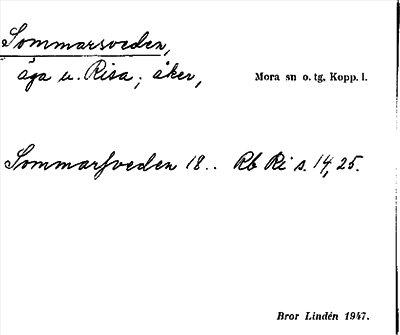 Sommarsveden,
äga u. Risa; åker,
Mora sn o. tg, Kopp. l.
Sommarſveden 18.. Rb Ri s. 14, 25.
Bror Lindén 1947.